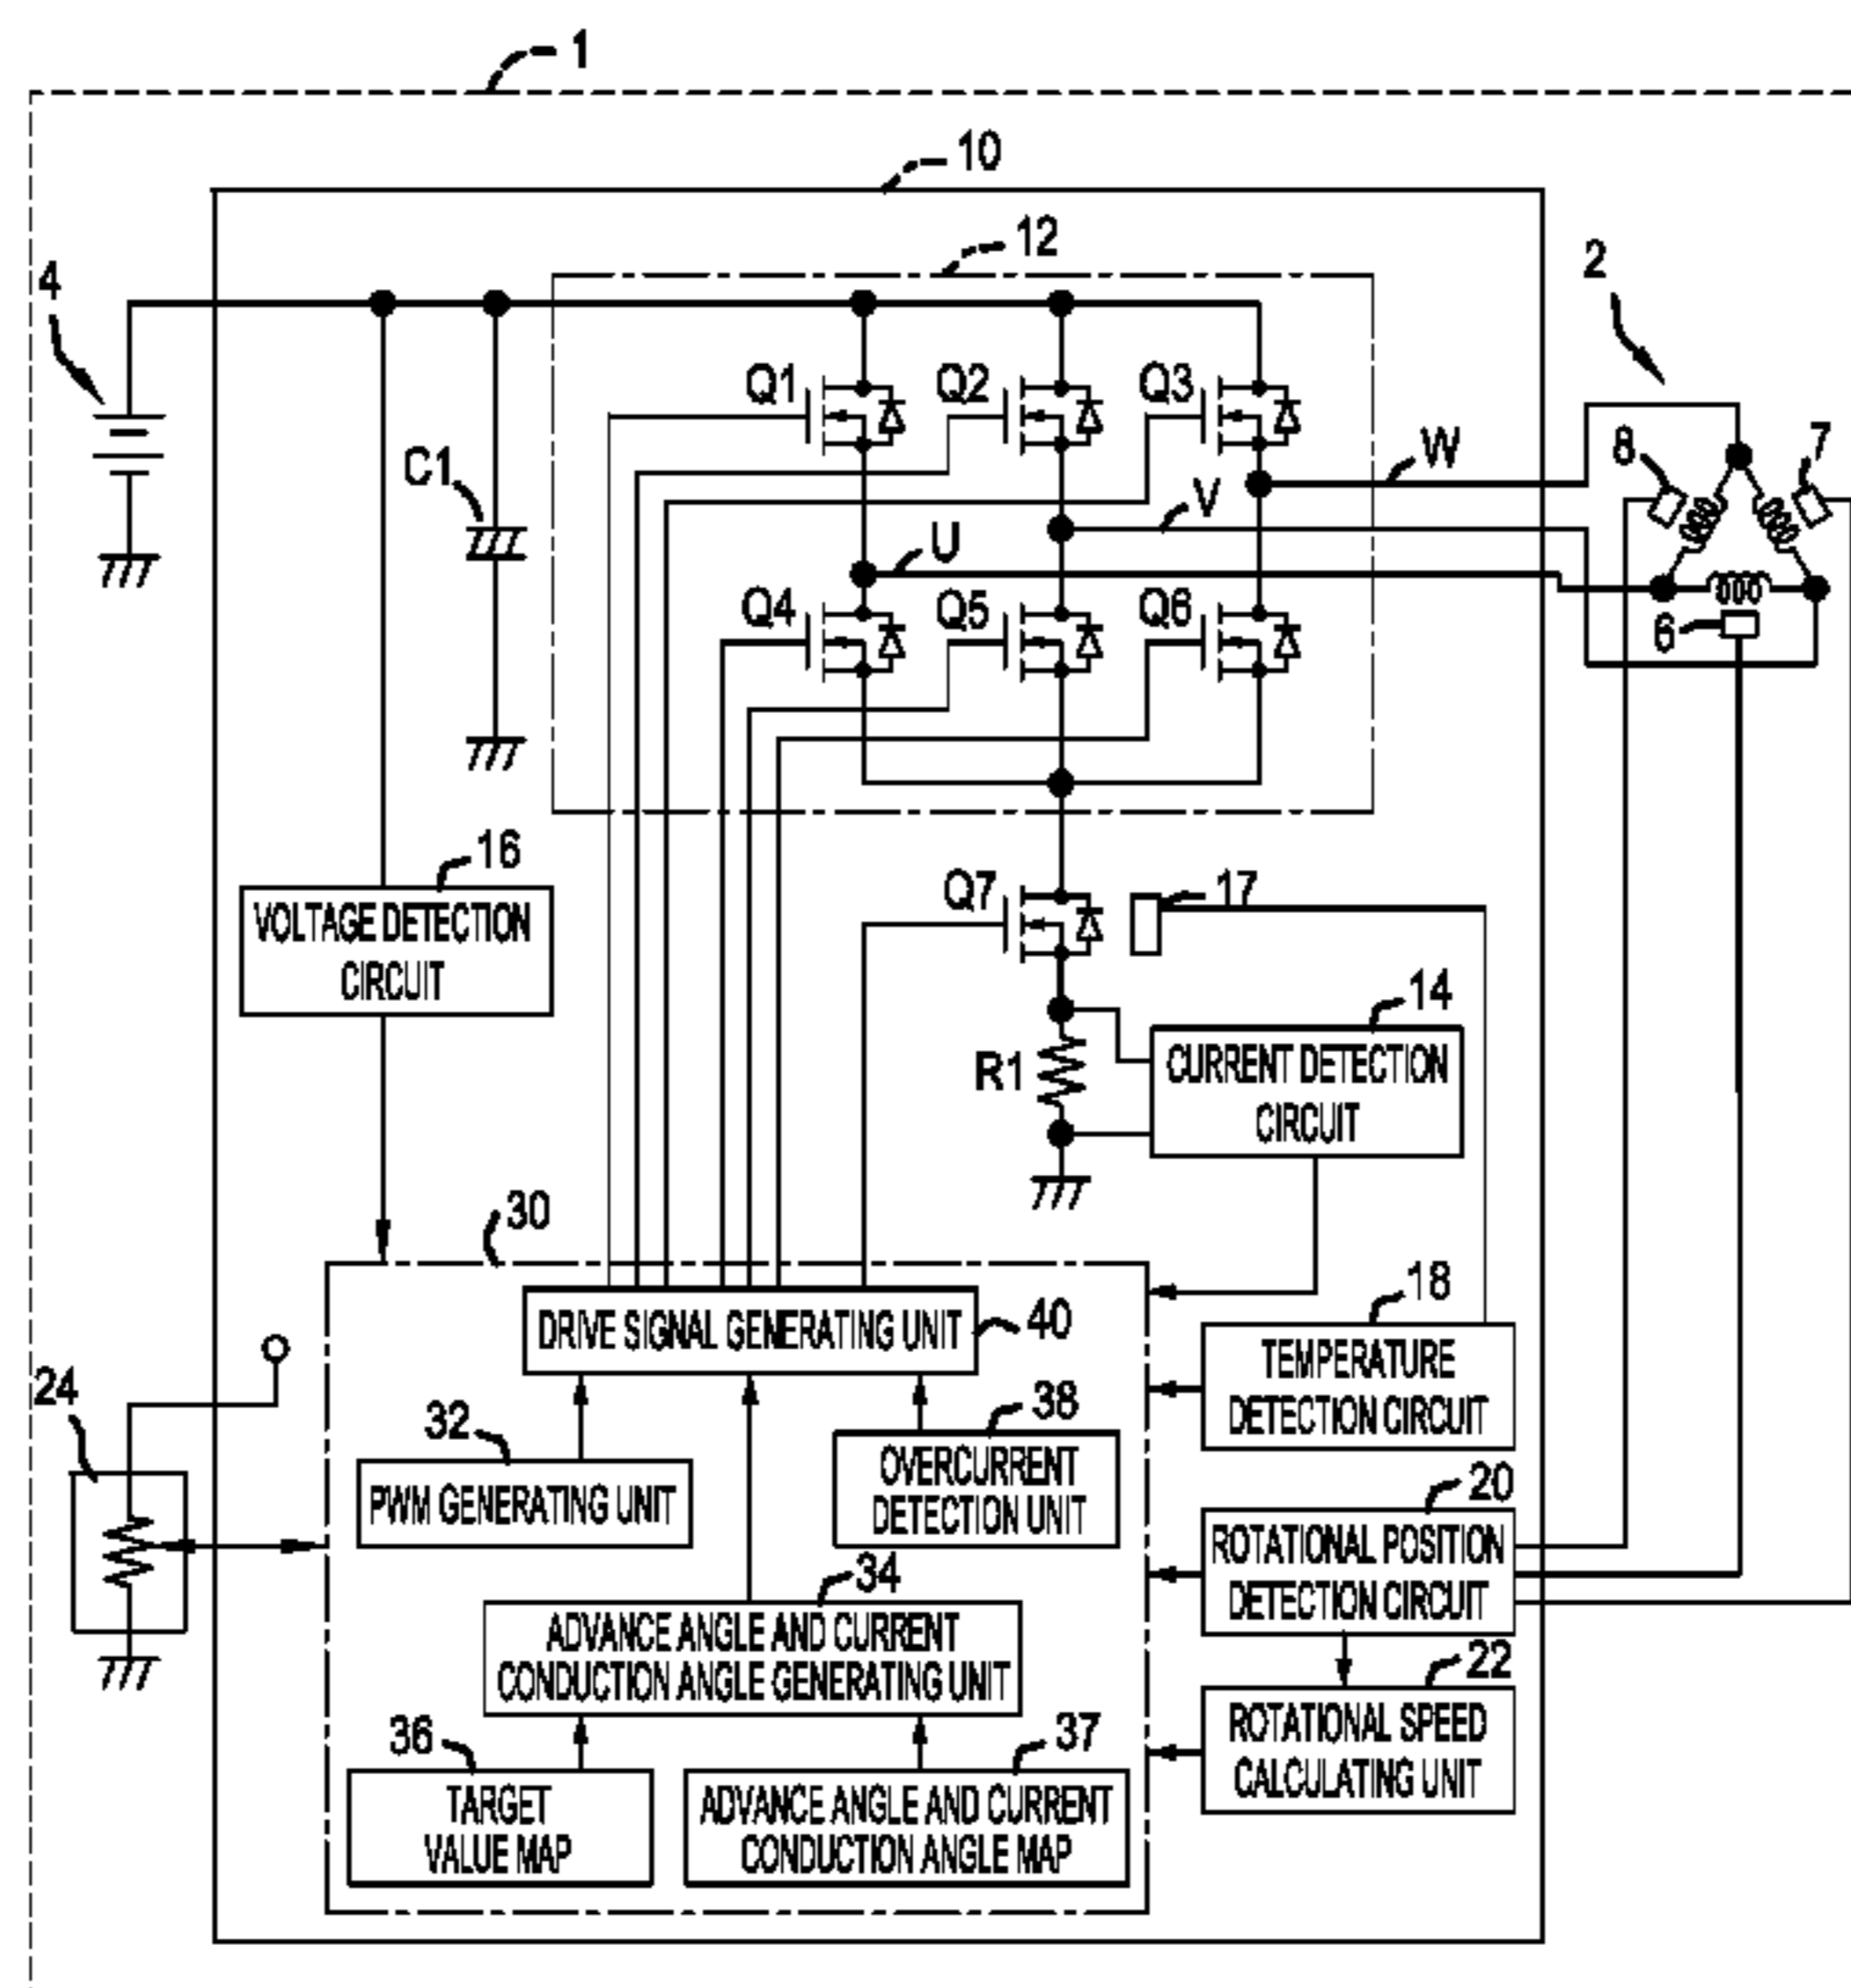 1
10
12
2
4
Q1
Q2
Q3
8
7
W
C1
V
U
Q4
Q5
Q6
6
16
VOLTAGE DETECTION
CIRCUIT
Q7
17
14
R1
CURRENT DETECTION
CIRCUIT
30
18
DRIVE SIGNAL GENERATING UNIT
40
TEMPERATURE
DETECTION CIRCUIT
24
32
38
PWM GENERATING UNIT
OVERCURRENT
DETECTION UNIT
20
ROTATIONAL POSITION
DETECTION CIRCUIT
34
ADVANCE ANGLE AND CURRENT
CONDUCTION ANGLE GENERATING UNIT
22
ROTATIONAL SPEED
CALCULATING UNIT
36
37
TARGET
VALUE MAP
ADVANCE ANGLE AND CURRENT
CONDUCTION ANGLE MAP